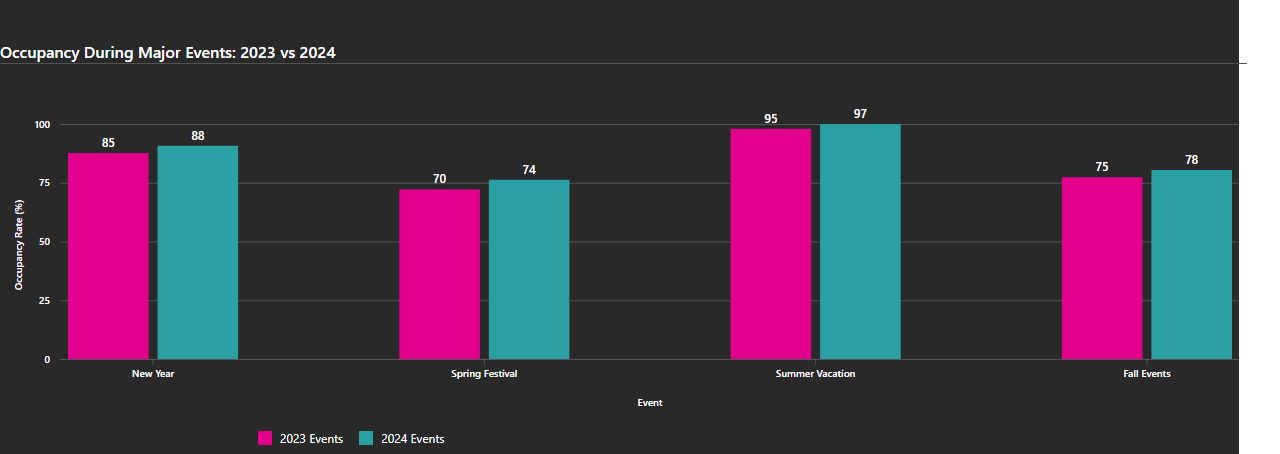 Occupancy During Major Events: 2023 vs 2024
85 88 70 74 95 97 75 78
100
75
50
25
0
Occupancy Rate (%)
New Year Spring Festival Summer Vacation Fall Events
Event
2023 Events 2024 Events